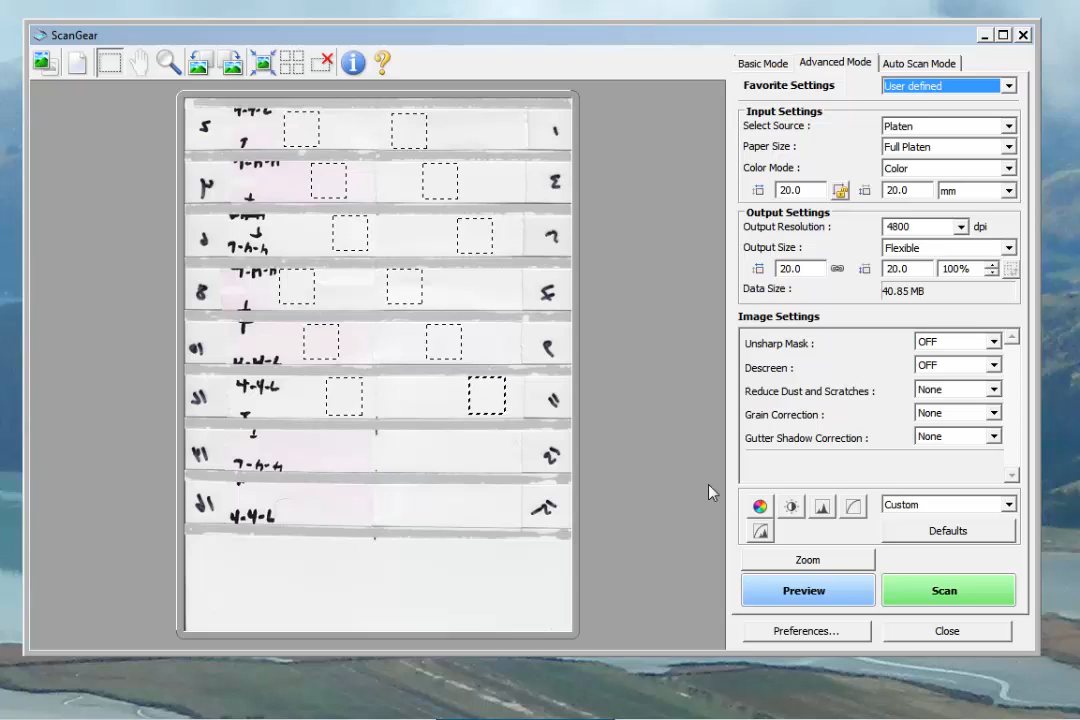 ScanGear
Basic Mode Advanced Mode Auto Scan Mode
Favorite Settings User defined
Input Settings
Select Source : Platen
Paper Size : Full Platen
Color Mode : Color
20.0 20.0 mm
Output Settings
Output Resolution : 4800 dpi
Output Size : Flexible
20.0 20.0 100%
Data Size : 40.85 MB
Image Settings
Unsharp Mask : OFF
Descreen : OFF
Reduce Dust and Scratches : None
Grain Correction : None
Gutter Shadow Correction : None
Custom
Defaults
Zoom
Preview Scan
Preferences... Close